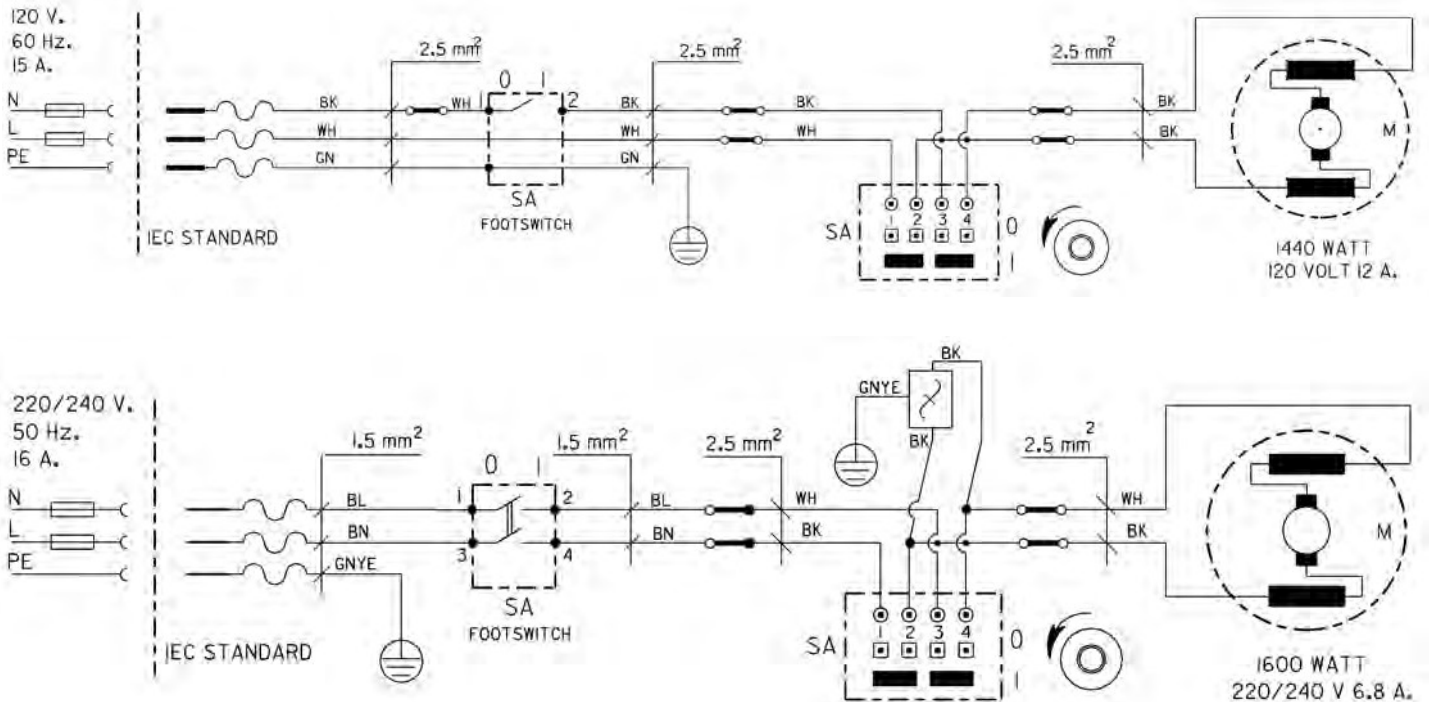 120 V.
60 Hz.
15 A.
N
L
PE
IEC STANDARD
BK
WH
GN
2.5 mm²
WH
0 1
1 2
SA
FOOTSWITCH
BK
WH
GN
2.5 mm²
BK
WH
SA
1 2 3 4
0
1
2.5 mm²
BK
BK
M
1440 WATT
120 VOLT 12 A.
220/240 V.
50 Hz.
16 A.
N
L
PE
IEC STANDARD
1.5 mm²
BL
BN
GNYE
0 1
1 2
3 4
SA
FOOTSWITCH
1.5 mm²
BL
BN
2.5 mm²
WH
BK
GNYE
BK
BK
SA
1 2 3 4
0
1
2.5 mm²
WH
BK
M
1600 WATT
220/240 V 6.8 A.